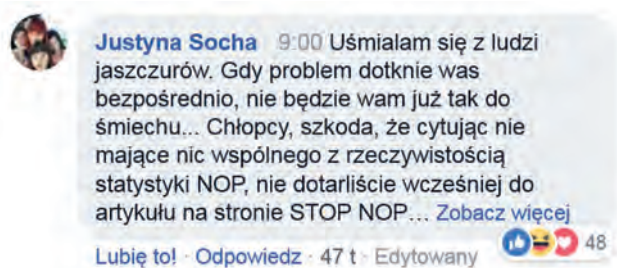 Justyna Socha 9:00 Uśmialam się z ludzi
jaszczurów. Gdy problem dotknie was
bezpośrednio, nie będzie wam już tak do
śmiechu... Chłopcy, szkoda, że cytując nie
mające nic wspólnego z rzeczywistością
statystyki NOP, nie dotarliście wcześniej do
artykułu na stronie STOP NOP... Zobacz więcej
48
Lubię to! · Odpowiedz · 47 t · Edytowany